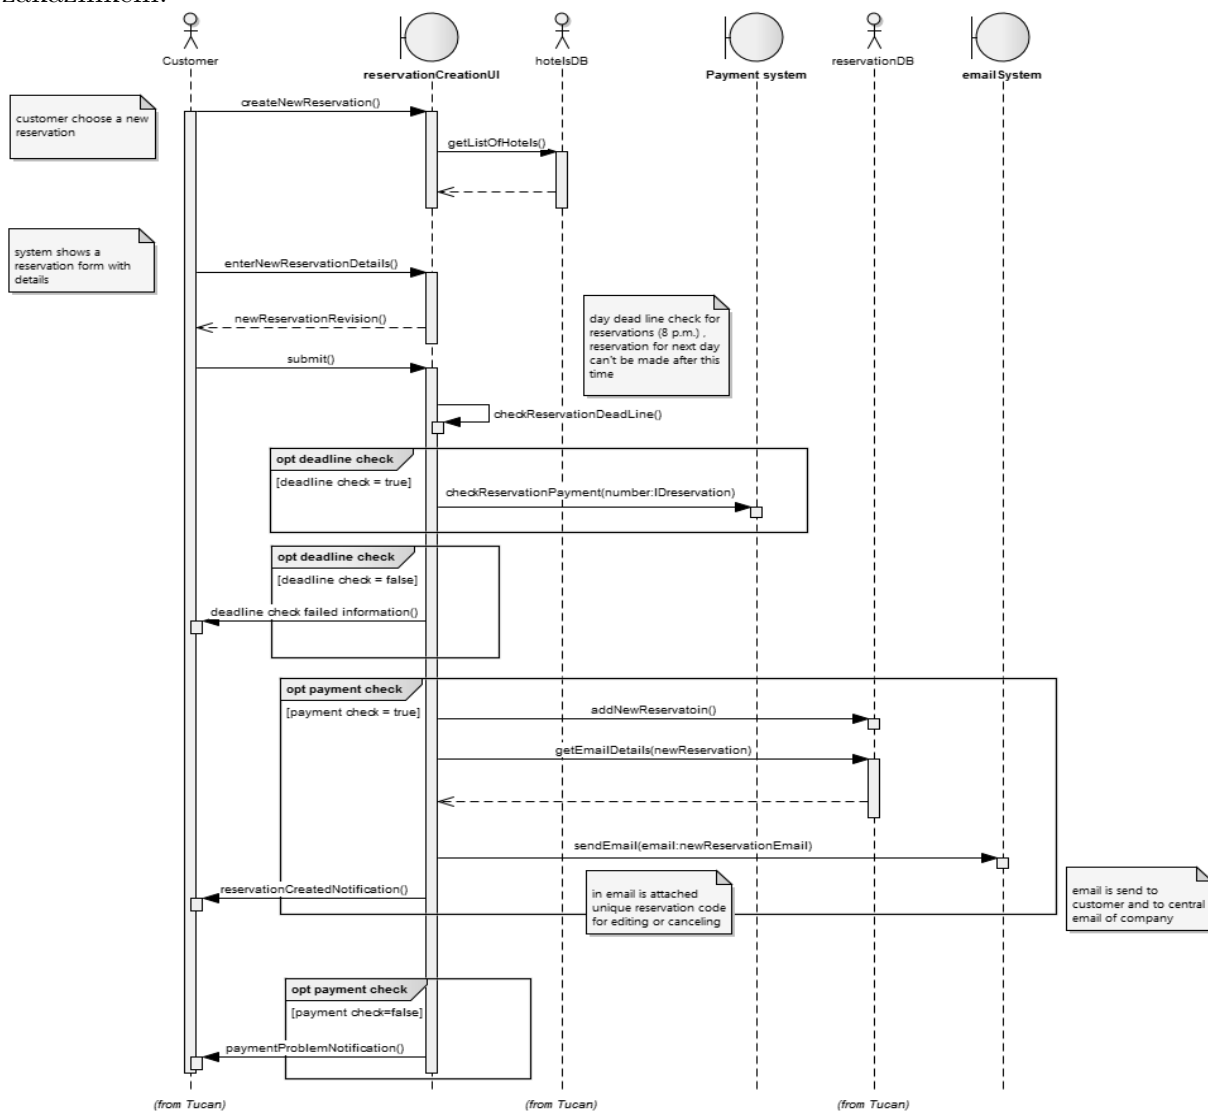 zákazníkem.
Customer
reservationCreationUI
hotelsDB
Payment system
reservationDB
emailSystem
customer choose a new
reservation
createNewReservation()
getListOfHotels()
system shows a
reservation form with
details
enterNewReservationDetails()
newReservationRevision()
day dead line check for
reservations (8 p.m.) ,
reservation for next day
can't be made after this
time
submit()
checkReservationDeadLine()
opt deadline check
[deadline check = true]
checkReservationPayment(number:IDreservation)
opt deadline check
[deadline check = false]
deadline check failed information()
opt payment check
[payment check = true]
addNewReservatoin()
getEmailDetails(newReservation)
sendEmail(email:newReservationEmail)
reservationCreatedNotification()
in email is attached
unique reservation code
for editing or canceling
email is send to
customer and to central
email of company
opt payment check
[payment check=false]
paymentProblemNotification()
(from Tucan)
(from Tucan)
(from Tucan)